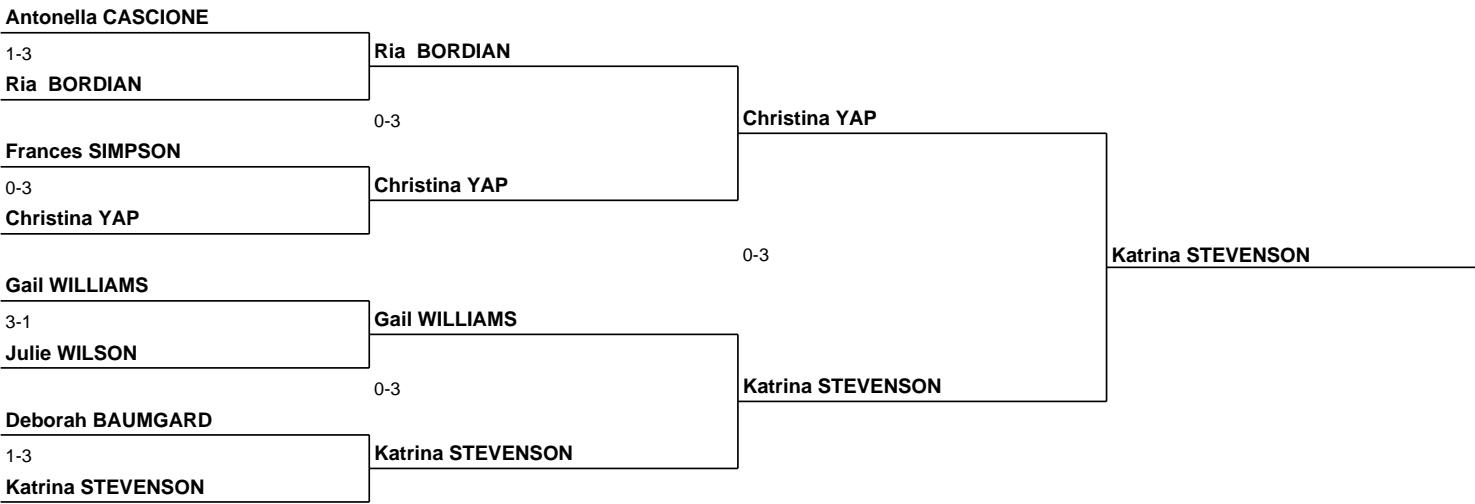 Antonella CASCIONE
1-3
Ria  BORDIAN
Ria  BORDIAN
0-3
Christina YAP
Frances SIMPSON
0-3
Christina YAP
Christina YAP
0-3
Katrina STEVENSON
Gail WILLIAMS
3-1
Gail WILLIAMS
Julie WILSON
0-3
Katrina STEVENSON
Deborah BAUMGARD
1-3
Katrina STEVENSON
Katrina STEVENSON